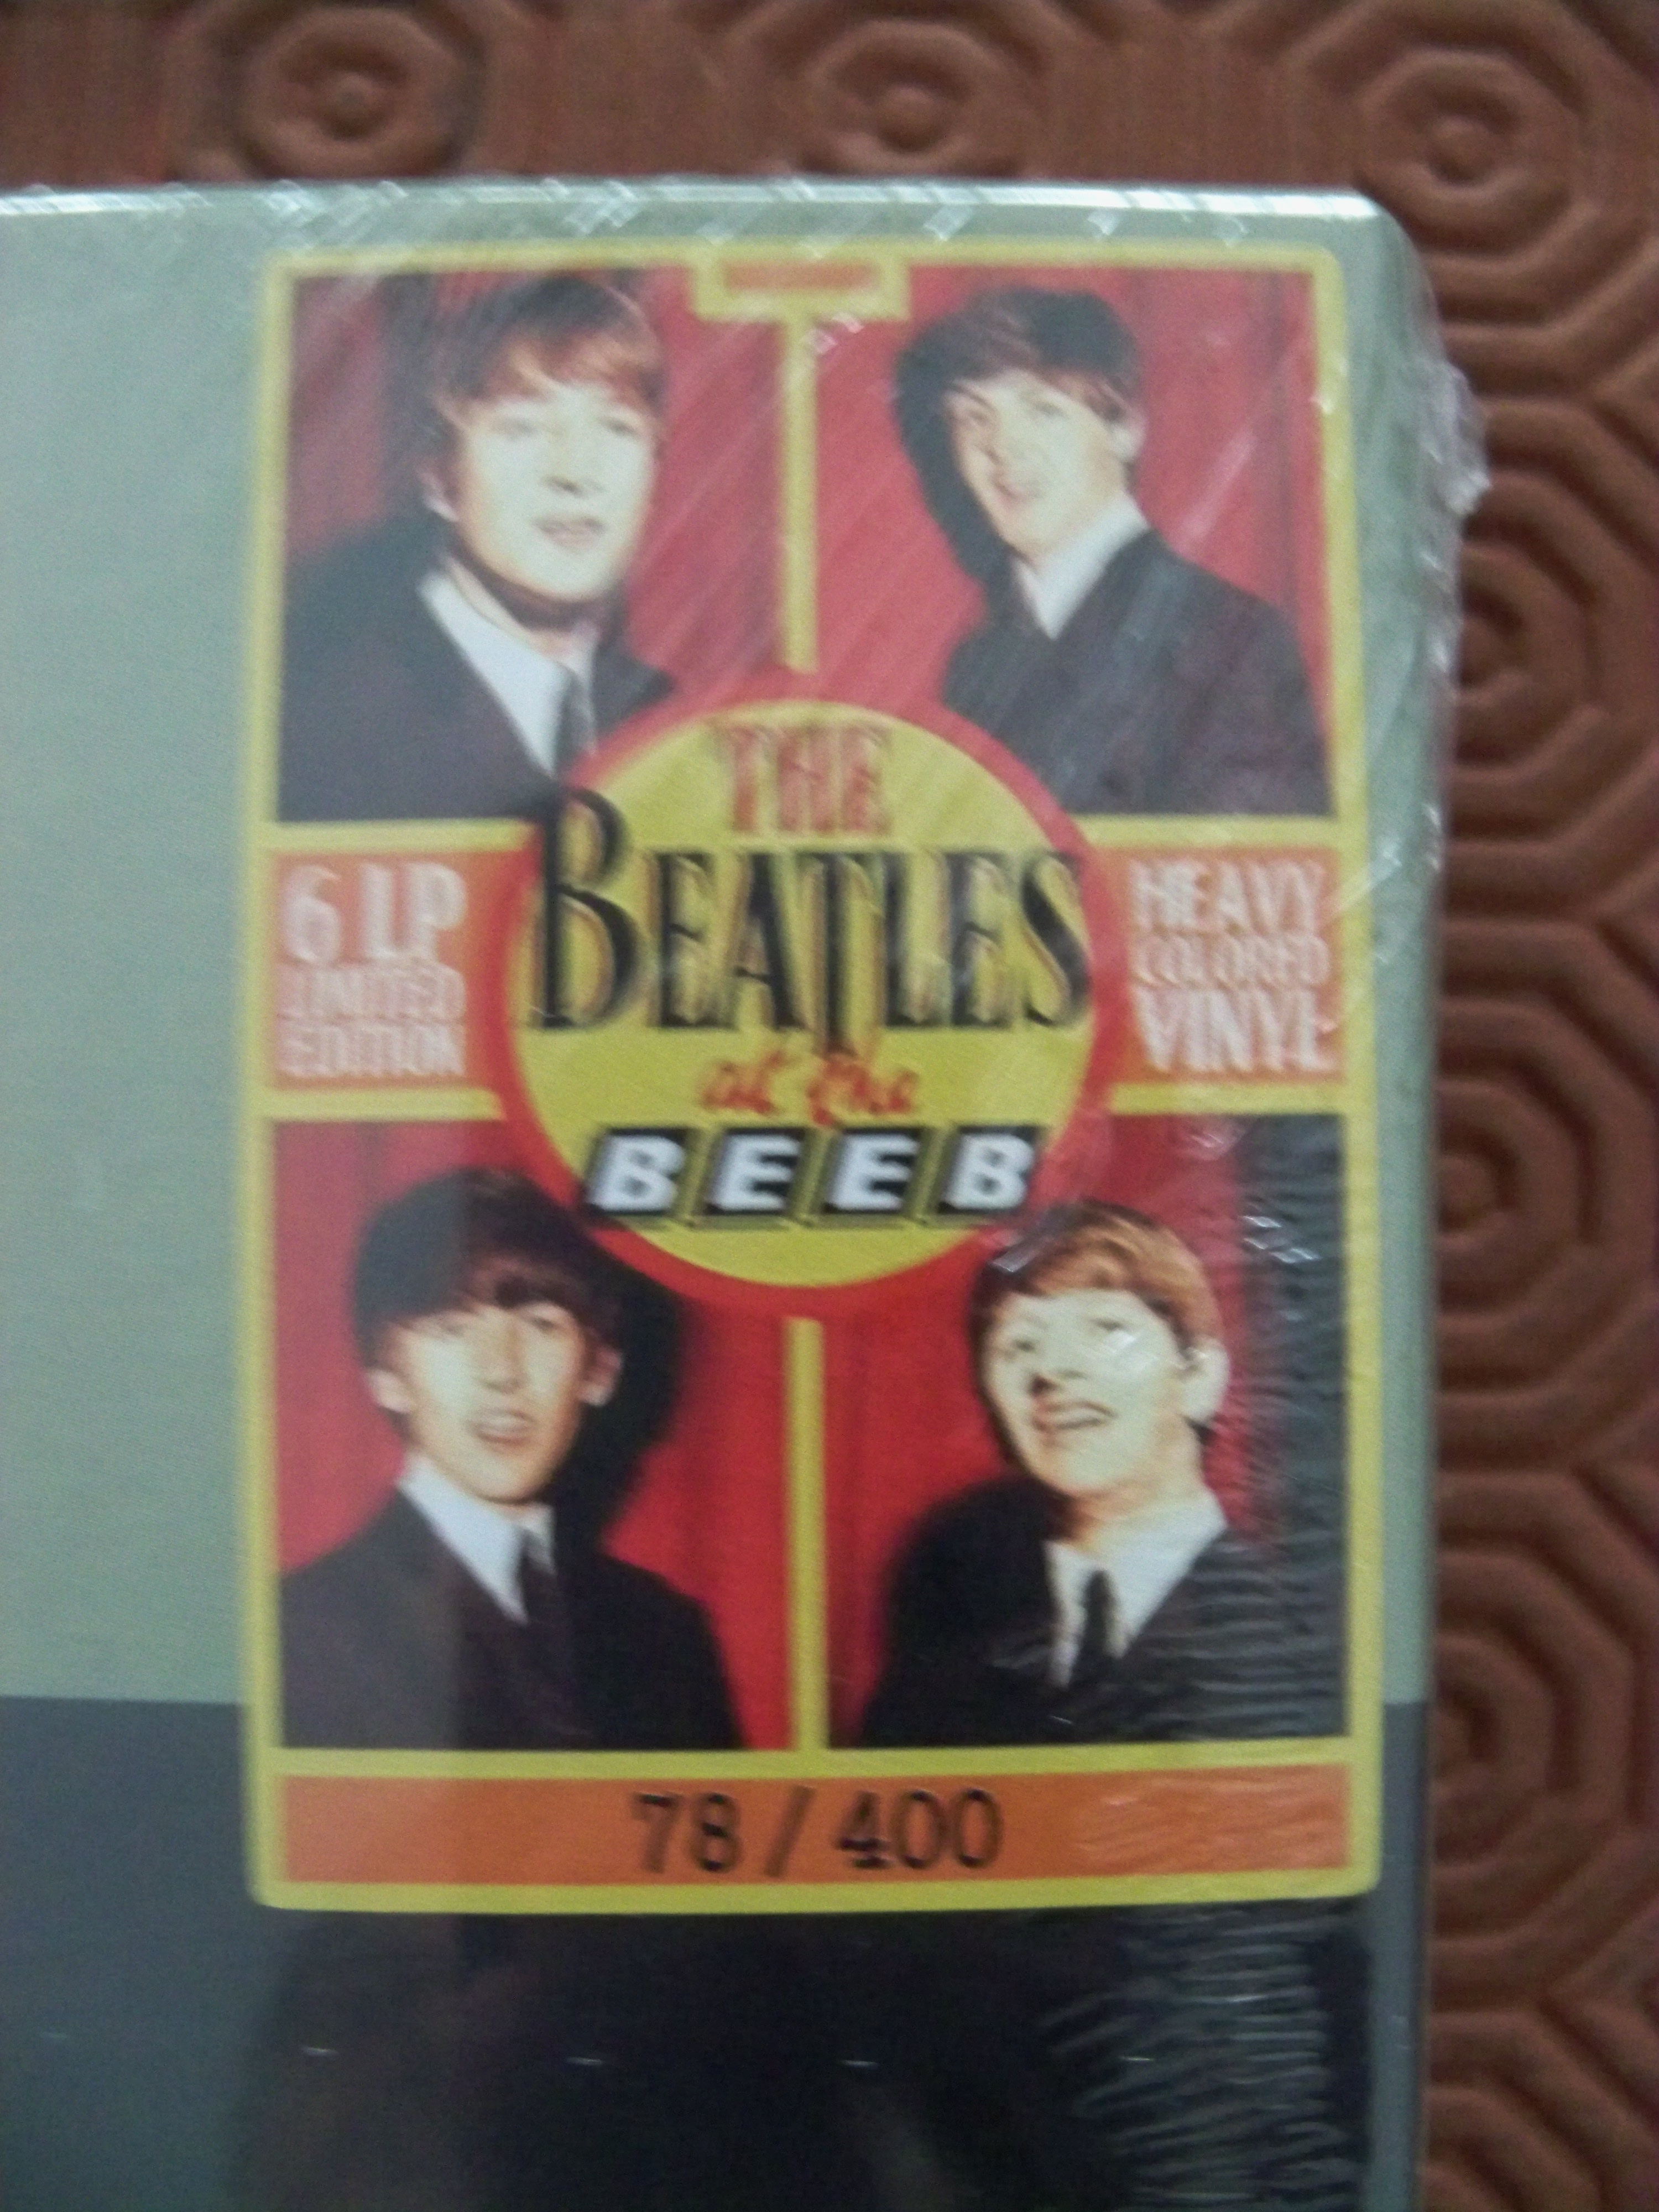 THE
BEATLES
at the
BEEB
6 LP
LIMITED
EDITION
HEAVY
COLORED
VINYL
78 / 400